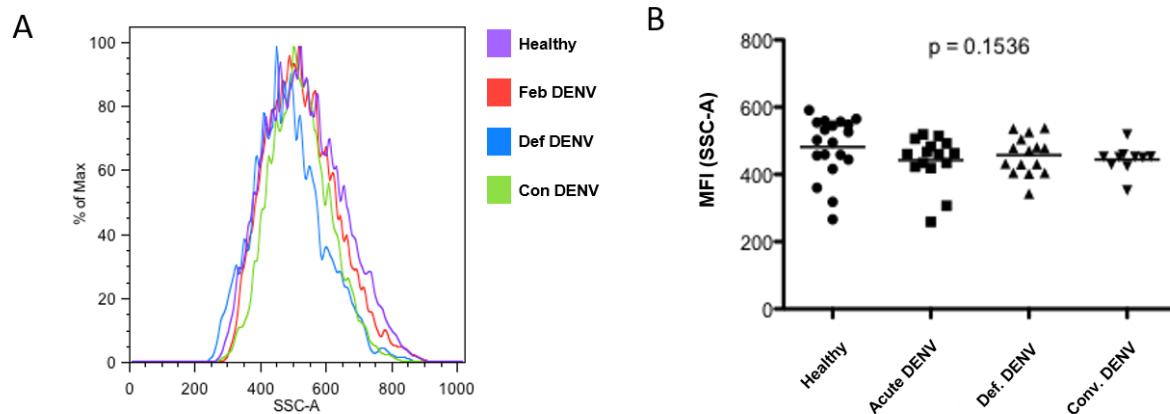 A
100
80
60
40
20
0
% of Max
0 200 400 600 800 1000
SSC-A
Healthy
Feb DENV
Def DENV
Con DENV
B
p = 0.1536
800
600
400
200
0
MFI (SSC-A)
Healthy
Acute DENV
Def. DENV
Conv. DENV